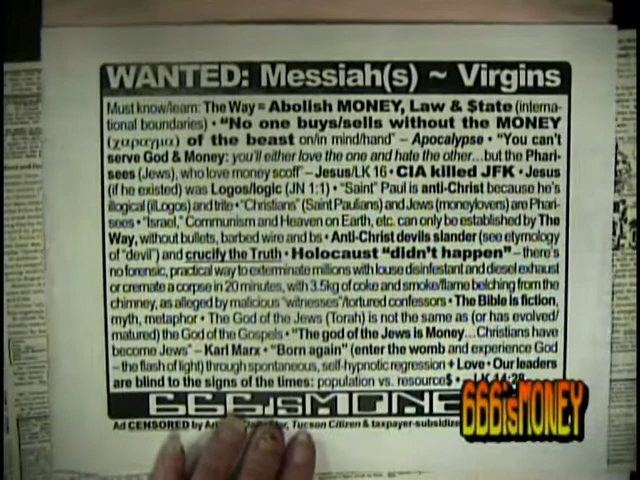 WANTED: Messiah(s) ~ Virgins
Must know/learn: The Way = Abolish MONEY, Law & $tate (interna-
tional boundaries) • "No one buys/sells without the MONEY
(χαραγμα) of the beast on/in mind/hand" – Apocalypse • "You can't
serve God & Money: you'll either love the one and hate the other...but the Phari-
sees (Jews), who love money scoff" – Jesus/LK 16 • CIA killed JFK • Jesus
(if he existed) was Logos/logic (JN 1:1) • "Saint" Paul is anti-Christ because he's
illogical (iLogos) and trite • "Christians" (Saint Paulians) and Jews (moneylovers) are Phari-
sees • "Israel," Communism and Heaven on Earth, etc. can only be established by The
Way, without bullets, barbed wire and bs • Anti-Christ devils slander (see etymology
of "devil") and crucify the Truth • Holocaust "didn't happen" – there's
no forensic, practical way to exterminate millions with louse disinfestant and diesel exhaust
or cremate a corpse in 20 minutes, with 3.5kg of coke and smoke/flame belching from the
chimney, as alleged by malicious "witnesses"/tortured confessors • The Bible is fiction,
myth, metaphor • The God of the Jews (Torah) is not the same as (or has evolved/
matured) the God of the Gospels • "The god of the Jews is Money...Christians have
become Jews" – Karl Marx • "Born again" (enter the womb and experience God
– the flash of light) through spontaneous, self-hypnotic regression • Love • Our leaders
are blind to the signs of the times: population vs. resource$ • LK 14:28
666isMONE
666isMONEY
Ad CENSORED by Star, Tucson Citizen & taxpayer-subsidize